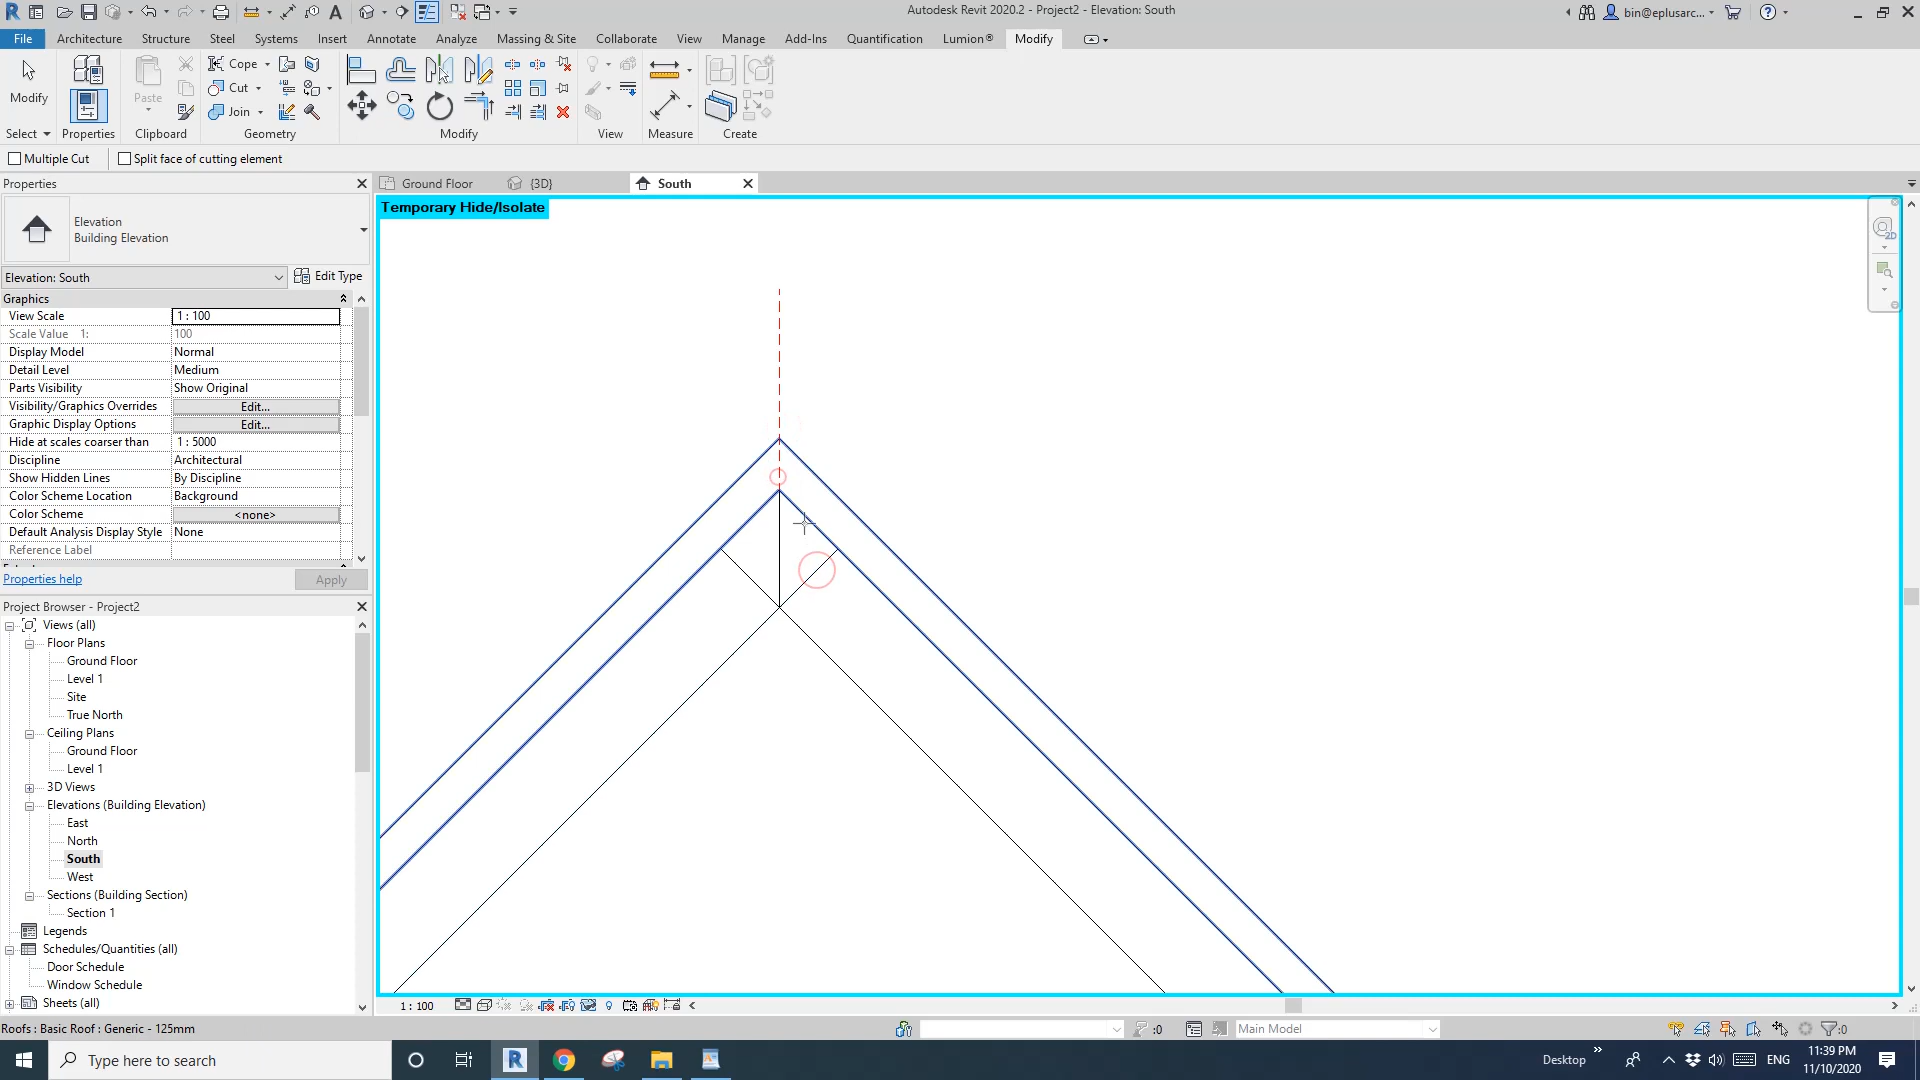 Autodesk Revit 2020.2 - Project2 - Elevation: South
bin@eplusarc...
File Architecture Structure Steel Systems Insert Annotate Analyze Massing & Site Collaborate View Manage Add-Ins Quantification Lumion® Modify
Modify
Paste
Cope
Cut
Join
Select Properties Clipboard Geometry Modify View Measure Create
Multiple Cut Split face of cutting element
Properties
Ground Floor {3D} South
Temporary Hide/Isolate
2D
Elevation
Building Elevation
Elevation: South Edit Type
Graphics
View Scale 1 : 100
Scale Value 1: 100
Display Model Normal
Detail Level Medium
Parts Visibility Show Original
Visibility/Graphics Overrides Edit...
Graphic Display Options Edit...
Hide at scales coarser than 1 : 5000
Discipline Architectural
Show Hidden Lines By Discipline
Color Scheme Location Background
Color Scheme <none>
Default Analysis Display Style None
Reference Label
Properties help Apply
Project Browser - Project2
Views (all)
Floor Plans
Ground Floor
Level 1
Site
True North
Ceiling Plans
Ground Floor
Level 1
3D Views
Elevations (Building Elevation)
East
North
South
West
Sections (Building Section)
Section 1
Legends
Schedules/Quantities (all)
Door Schedule
Window Schedule
Sheets (all)
1 : 100
Roofs : Basic Roof : Generic - 125mm
:0
Main Model
:0
Type here to search
Desktop
ENG
11:39 PM
11/10/2020